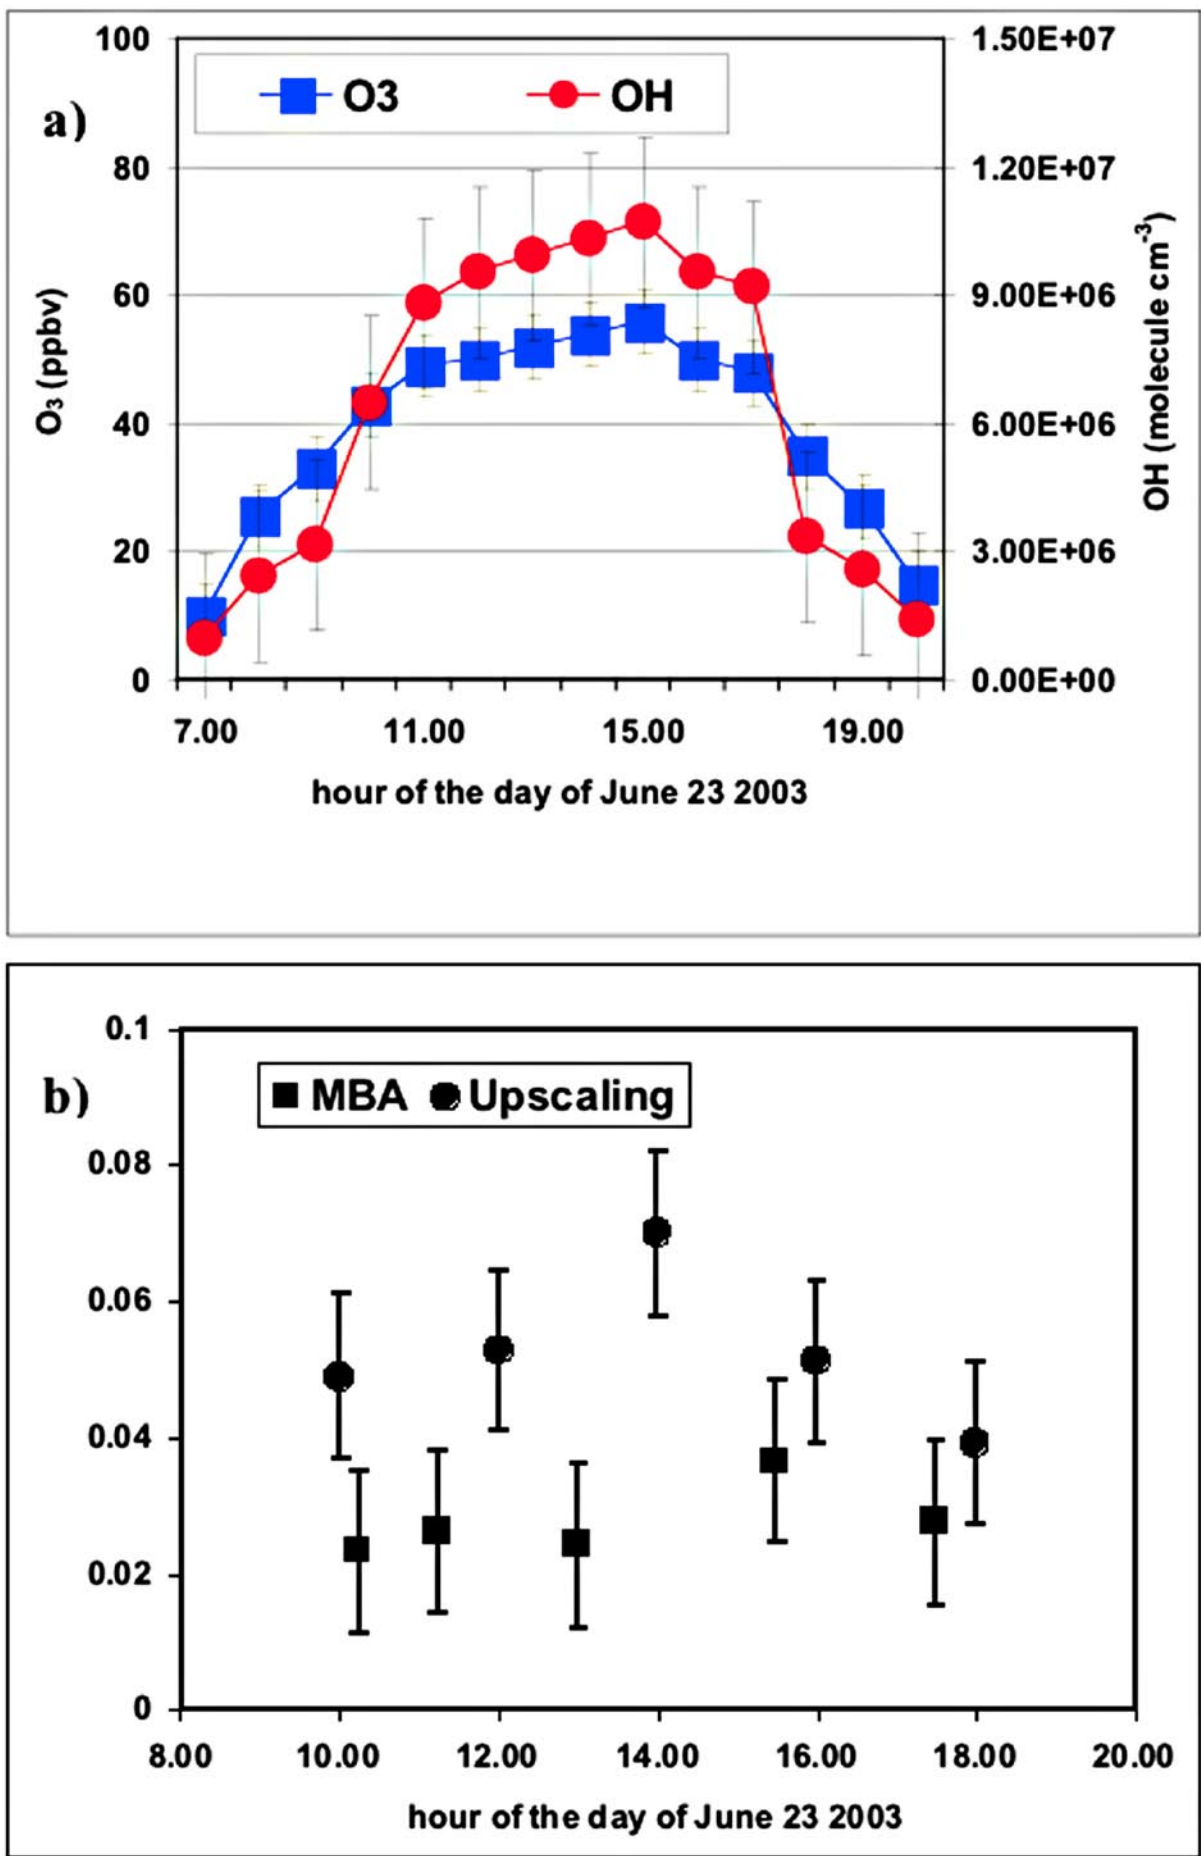 a)
O3 OH
100
80
60
40
20
0
O₃ (ppbv)
1.50E+07
1.20E+07
9.00E+06
6.00E+06
3.00E+06
0.00E+00
OH (molecule cm⁻³)
7.00 11.00 15.00 19.00
hour of the day of June 23 2003
b)
MBA Upscaling
0.1
0.08
0.06
0.04
0.02
0
8.00 10.00 12.00 14.00 16.00 18.00 20.00
hour of the day of June 23 2003